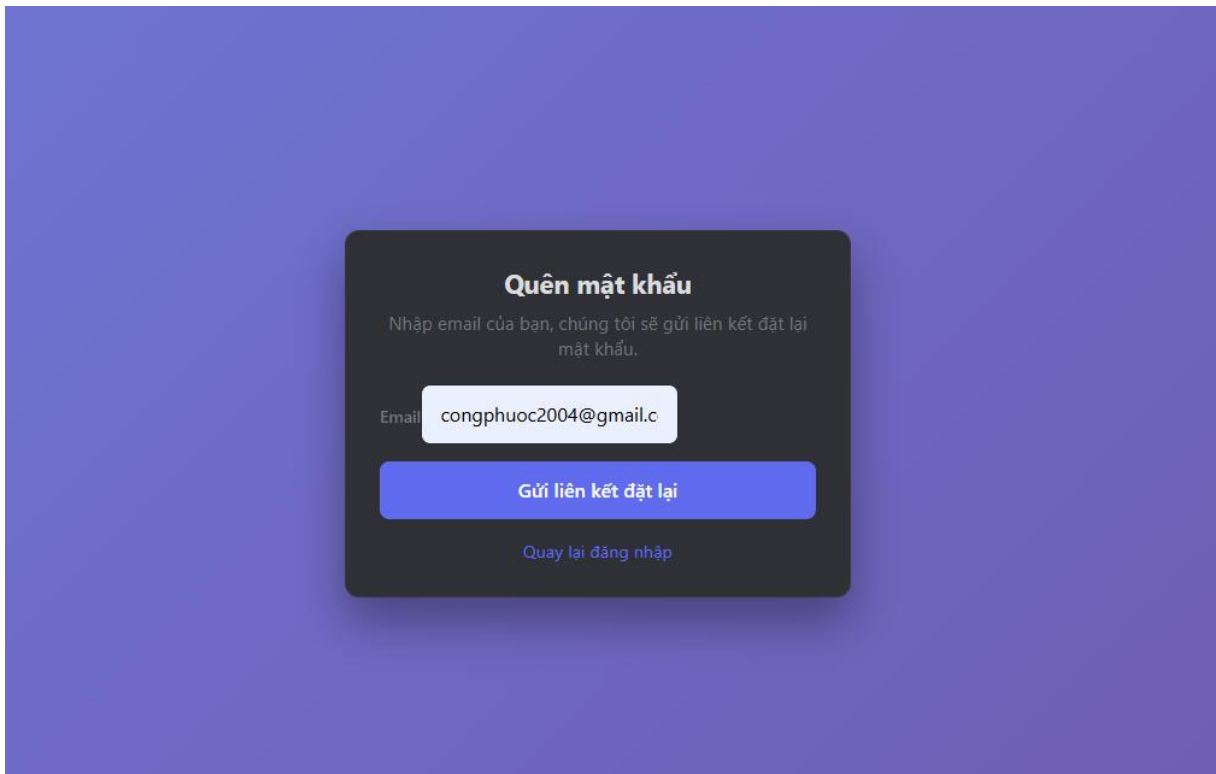 Quên mật khẩu
Nhập email của bạn, chúng tôi sẽ gửi liên kết đặt lại
mật khẩu.
Email congphuoc2004@gmail.c
Gửi liên kết đặt lại
Quay lại đăng nhập